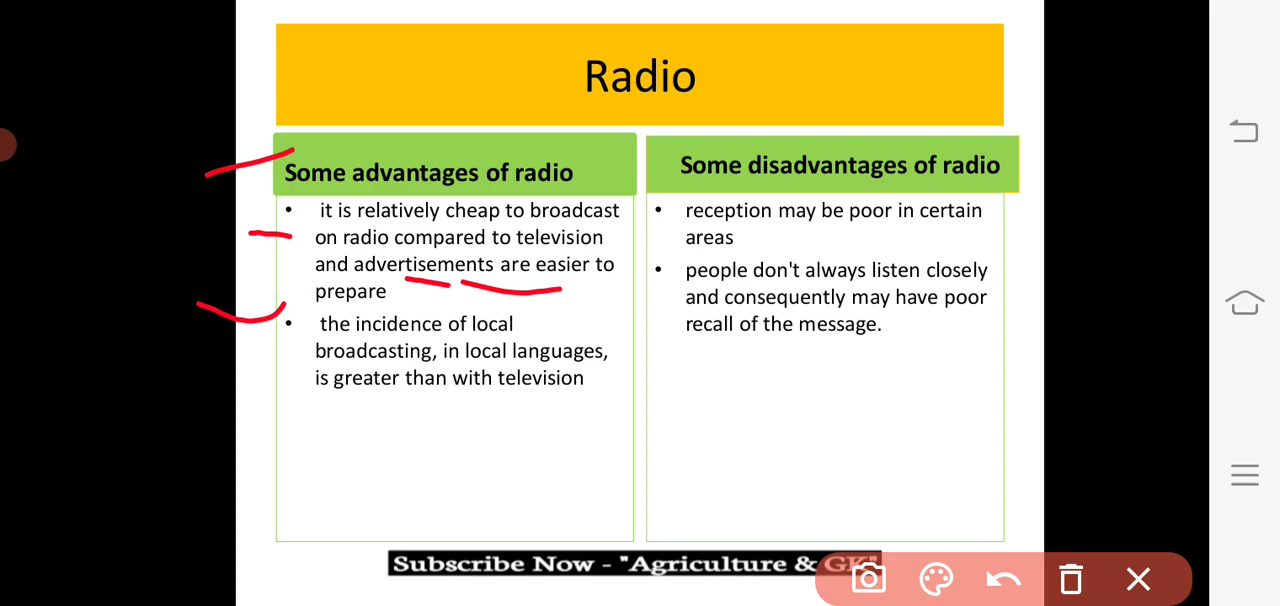 Radio
Some advantages of radio
• it is relatively cheap to broadcast
on radio compared to television
and advertisements are easier to
prepare
• the incidence of local
broadcasting, in local languages,
is greater than with television
Some disadvantages of radio
• reception may be poor in certain
areas
• people don't always listen closely
and consequently may have poor
recall of the message.
Subscribe Now - "Agriculture & GK"